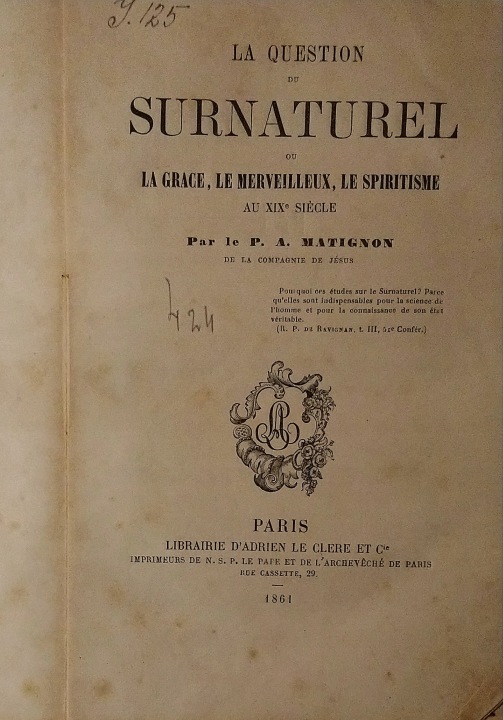 J. 125
LA QUESTION
DU
SURNATUREL
OU
LA GRACE, LE MERVEILLEUX, LE SPIRITISME
AU XIXe SIÈCLE
Par le P. A. MATIGNON
DE LA COMPAGNIE DE JÉSUS
Pourquoi ces études sur le Surnaturel? Parce
qu'elles sont indispensables pour la science de
l'homme et pour la connaissance de son état
véritable.
(R. P. DE RAVIGNAN, t. III, 51e Confér.)
424
PARIS
LIBRAIRIE D'ADRIEN LE CLERE ET Cie
IMPRIMEURS DE N. S. P. LE PAPE ET DE L'ARCHEVÊCHÉ DE PARIS
RUE CASSETTE, 29.
1861